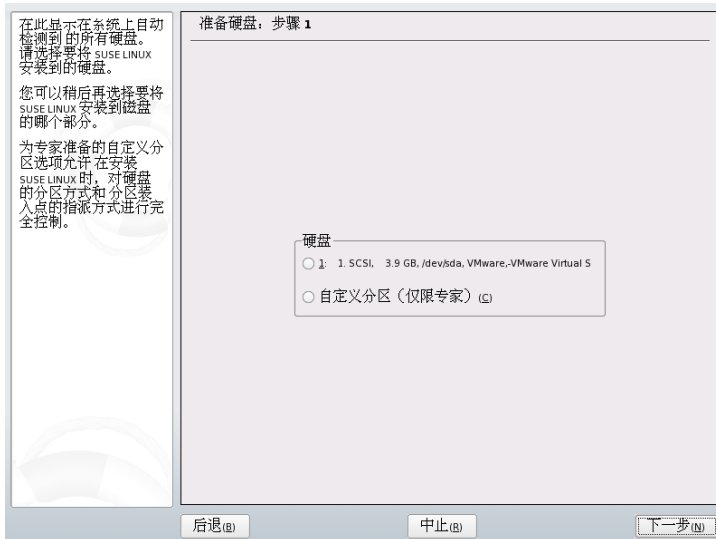 在此显示在系统上自动
检测到 的所有硬盘。
请选择要将 SUSE LINUX
安装到的硬盘。
您可以稍后再选择要将
SUSE LINUX 安装到磁盘
的哪个部分。
为专家准备的自定义分
区选项允许 在安装
SUSE LINUX 时，对硬盘
的分区方式和 分区装
入点的指派方式进行完
全控制。
准备硬盘：步骤 1
硬盘
1: 1. SCSI, 3.9 GB, /dev/sda, VMware,-VMware Virtual S
自定义分区（仅限专家）(C)
后退(B) 中止(R) 下一步(N)